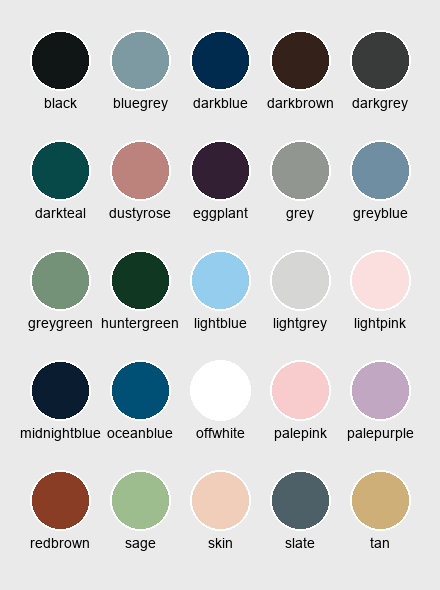 black bluegrey darkblue darkbrown darkgrey
darkteal dustyrose eggplant grey greyblue
greygreen huntergreen lightblue lightgrey lightpink
midnightblue oceanblue offwhite palepink palepurple
redbrown sage skin slate tan